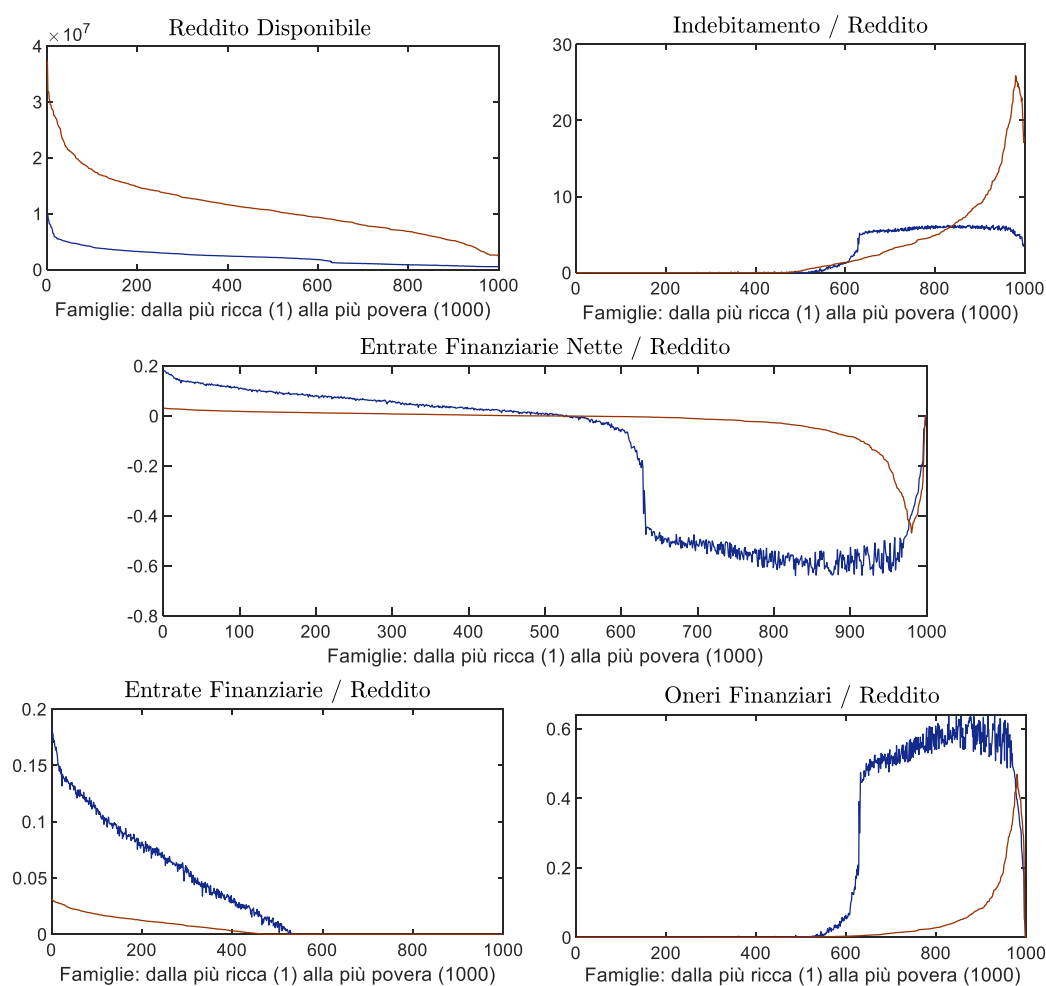 Reddito Disponibile
×10^7
4
3
2
1
0
0 200 400 600 800 1000
Famiglie: dalla più ricca (1) alla più povera (1000)
Indebitamento / Reddito
30
20
10
0
0 200 400 600 800 1000
Famiglie: dalla più ricca (1) alla più povera (1000)
Entrate Finanziarie Nette / Reddito
0.2
0
-0.2
-0.4
-0.6
-0.8
0 100 200 300 400 500 600 700 800 900 1000
Famiglie: dalla più ricca (1) alla più povera (1000)
Entrate Finanziarie / Reddito
0.2
0.15
0.1
0.05
0
0 200 400 600 800 1000
Famiglie: dalla più ricca (1) alla più povera (1000)
Oneri Finanziari / Reddito
0.6
0.4
0.2
0
0 200 400 600 800 1000
Famiglie: dalla più ricca (1) alla più povera (1000)